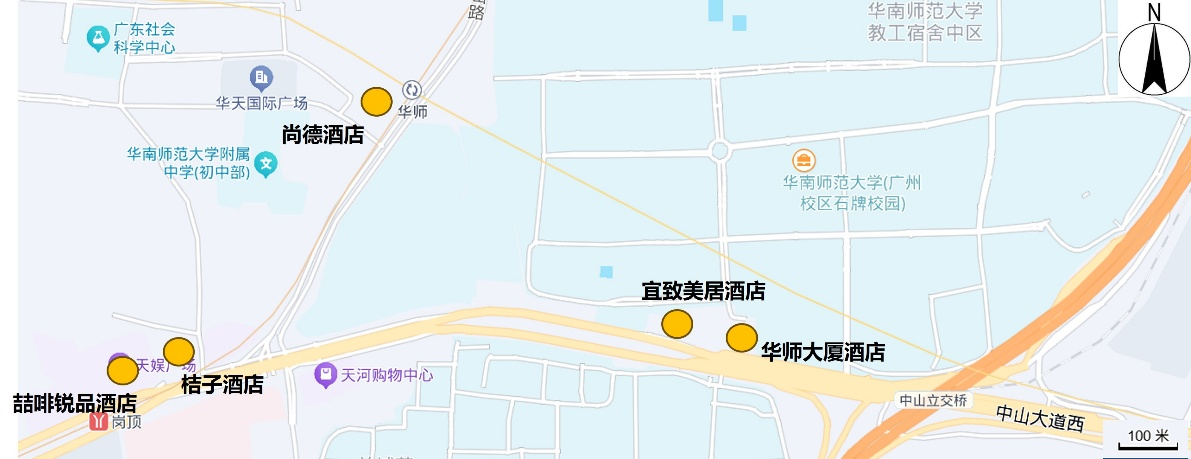 路
华南师范大学
教工宿舍中区
N
广东社会
科学中心
华天国际广场
华师
尚德酒店
文
华南师范大学附属
中学(初中部)
华南师范大学(广州
校区石牌校园)
宜致美居酒店
华师大厦酒店
天娱广场
桔子酒店
天河购物中心
喆啡锐品酒店
岗顶
中山立交桥
中山大道西
100 米